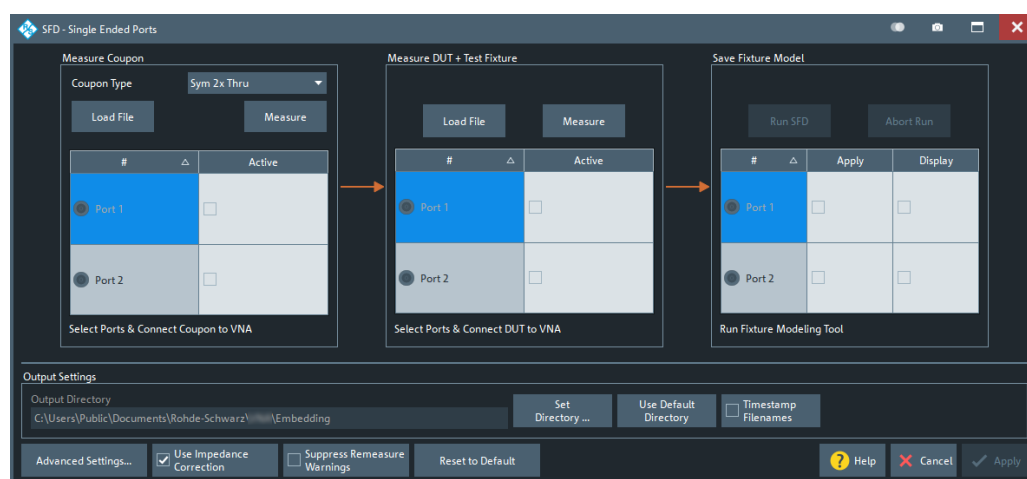 SFD - Single Ended Ports
Measure Coupon
Coupon Type
Sym 2x Thru
Load File
Measure
#
Active
Port 1
Port 2
Select Ports & Connect Coupon to VNA
Measure DUT + Test Fixture
Load File
Measure
#
Active
Port 1
Port 2
Select Ports & Connect DUT to VNA
Save Fixture Model
Run SFD
Abort Run
#
Apply
Display
Port 1
Port 2
Run Fixture Modeling Tool
Output Settings
Output Directory
C:\Users\Public\Documents\Rohde-Schwarz\ \Embedding
Set
Directory ...
Use Default
Directory
Timestamp
Filenames
Advanced Settings...
Use Impedance
Correction
Suppress Remeasure
Warnings
Reset to Default
? Help
Cancel
Apply